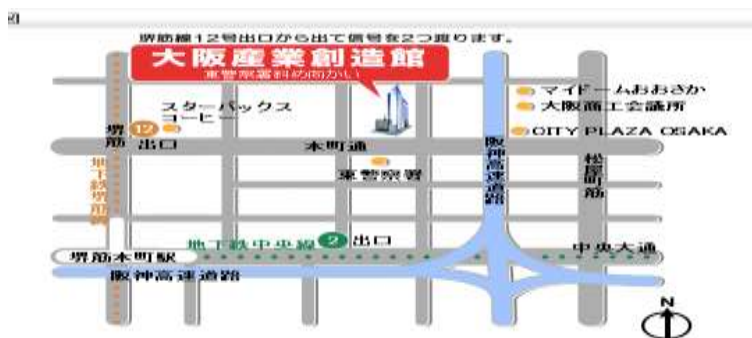 堺筋線12号出口から出て信号を2つ渡ります。
大阪産業創造館
東警察署斜め向かい
スターバックス
コーヒー
マイドームおおさか
大阪商工会議所
CITY PLAZA OSAKA
堺筋
12
出口
本町通
東警察署
阪神高速道路
松屋町筋
地下鉄堺筋線
地下鉄中央線
2
出口
堺筋本町駅
中央大通
阪神高速道路
N